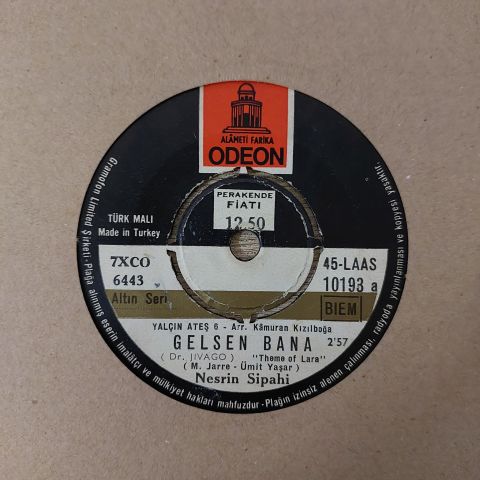 ALÂMETİ FARİKA
ODEON
PERAKENDE
FİATI
12.50
TÜRK MALI
Made in Turkey
7XCO
6443
45-LAAS
10193 a
Altın Seri
BIEM
YALÇIN ATEŞ 6 - Arr. Kâmuran Kızılboğa
GELSEN BANA 2'57
( Dr. JIVAGO ) "Theme of Lara"
( M. Jarre - Ümit Yaşar )
Nesrin Sipahi
Gramofon Limited Şirketi - Plağa alınmış eserin imalâtçı ve mülkiyet hakları mahfuzdur - Plağın izinsiz alenen çalınması, radyoda yayınlanması ve kopyesi yasaktır.